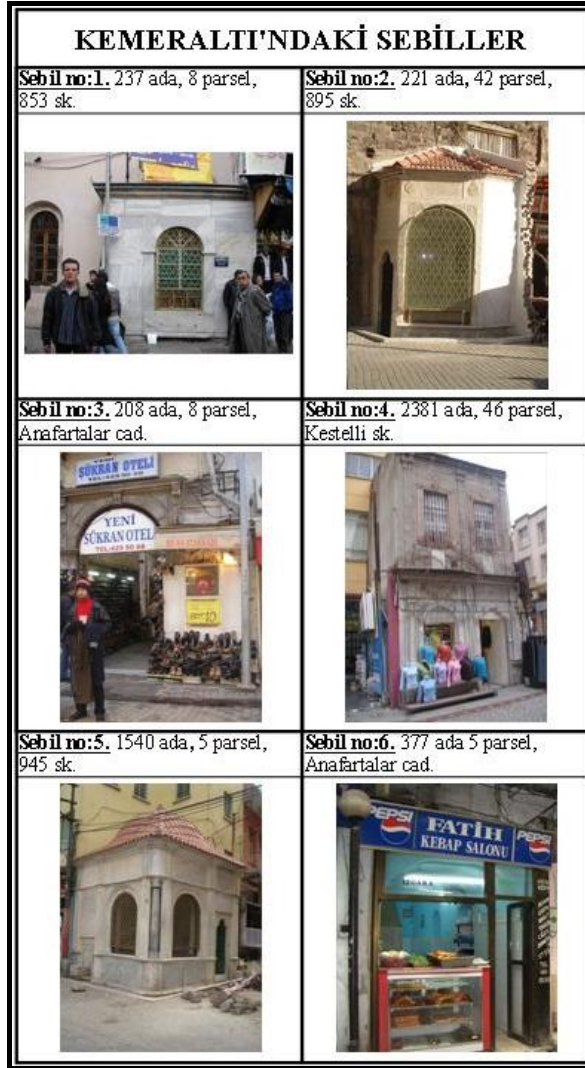 KEMERALTI'NDAKİ SEBİLLER
Sebil no:1. 237 ada, 8 parsel,
853 sk.
Sebil no:2. 221 ada, 42 parsel,
895 sk.
Sebil no:3. 208 ada, 8 parsel,
Anafartalar cad.
YENİ
ŞÜKRAN OTELİ
YENİ
ŞÜKRAN OTEL
Sebil no:4. 2381 ada, 46 parsel,
Kestelli sk.
Sebil no:5. 1540 ada, 5 parsel,
945 sk.
Sebil no:6. 377 ada 5 parsel,
Anafartalar cad.
PEPSI
FATİH
KEBAP SALONU
PEPSI
IZGARA